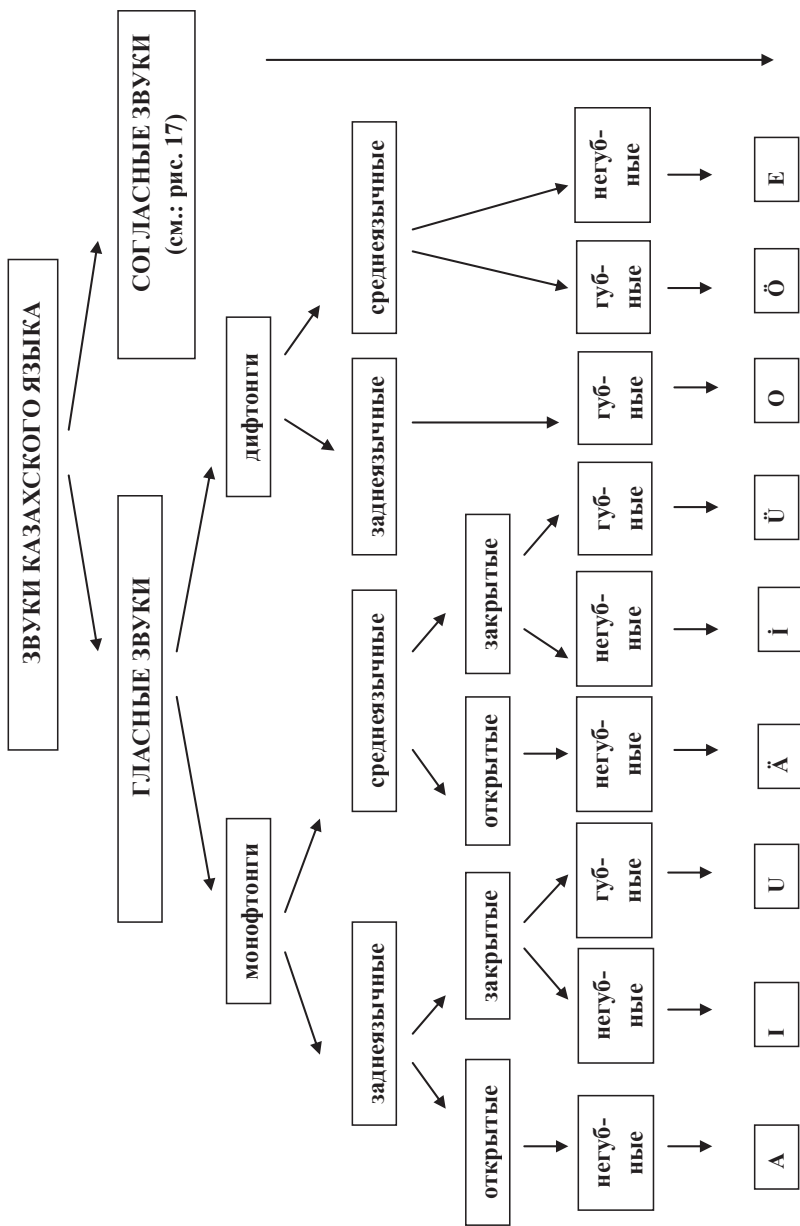 ЗВУКИ КАЗАХСКОГО ЯЗЫКА
ГЛАСНЫЕ ЗВУКИ
СОГЛАСНЫЕ ЗВУКИ
(см.: рис. 17)
монофтонги
дифтонги
заднеязычные
среднеязычные
заднеязычные
среднеязычные
открытые
закрытые
открытые
закрытые
негуб-
ные
негуб-
ные
губ-
ные
негуб-
ные
негуб-
ные
губ-
ные
губ-
ные
губ-
ные
негуб-
ные
A
I
U
Ä
İ
Ü
O
Ö
E